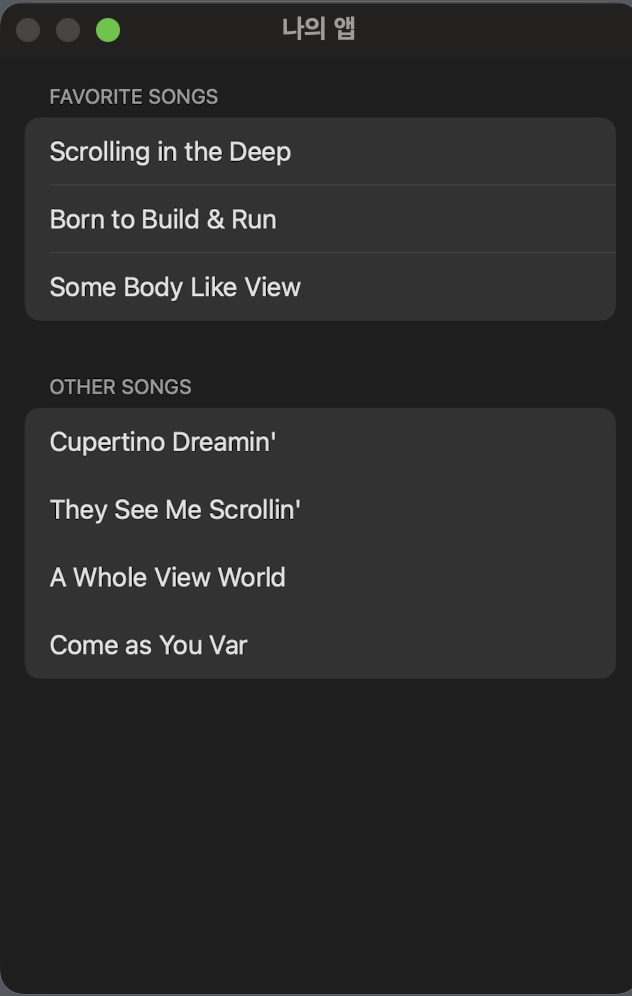 나의 앱
FAVORITE SONGS
Scrolling in the Deep
Born to Build & Run
Some Body Like View
OTHER SONGS
Cupertino Dreamin'
They See Me Scrollin'
A Whole View World
Come as You Var